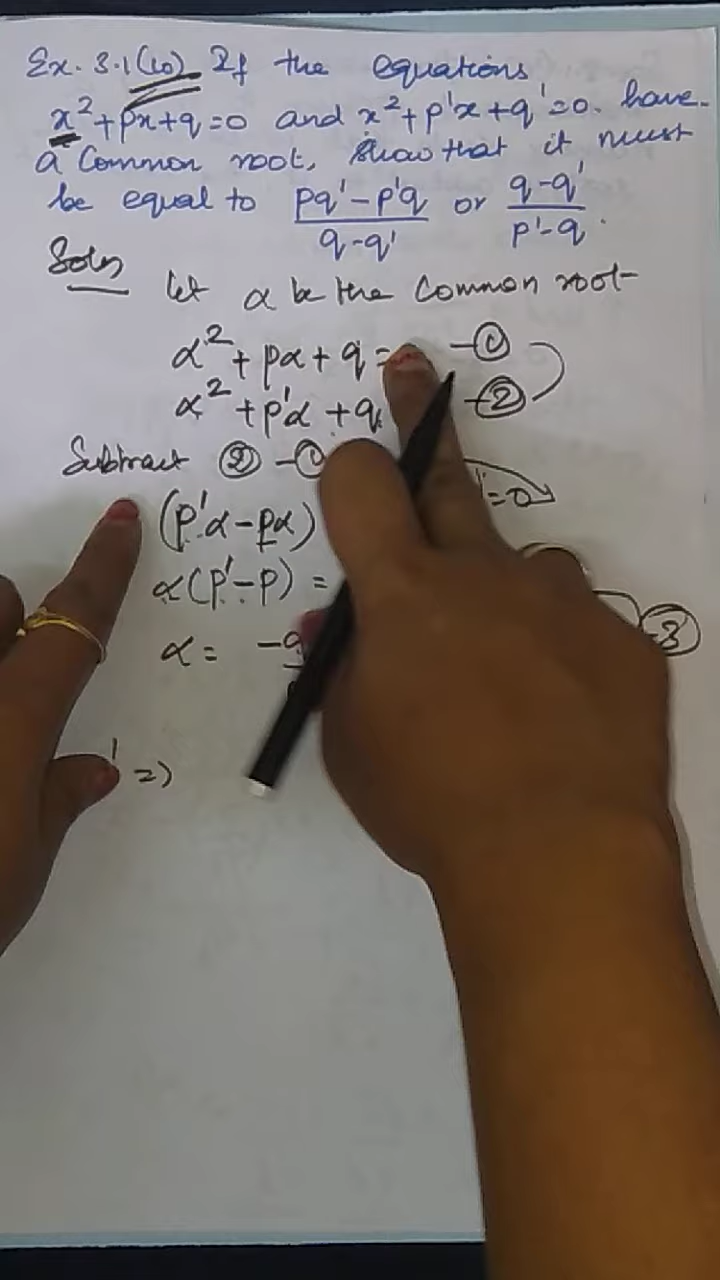 Ex. 3.1(10) If the equations
x² + px + q = 0 and x² + p'x + q' = 0. have
a common root, show that it must
be equal to pq' - p'q / q - q' or q - q' / p' - q .
Soln
let α be the common root
α² + pα + q = — ①
α² + p'α + q — ②
Subtract ② - ①
(p'α - pα) = 0
α(p' - p) = 3
α = -q
' =>